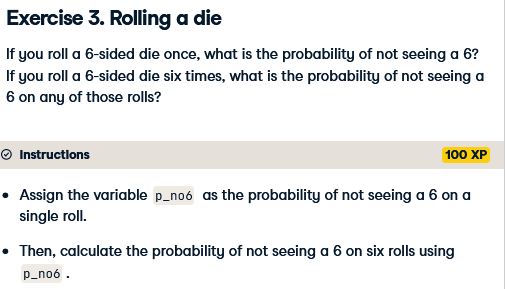 Exercise 3. Rolling a die
If you roll a 6-sided die once, what is the probability of not seeing a 6?
If you roll a 6-sided die six times, what is the probability of not seeing a
6 on any of those rolls?
Instructions
100 XP
Assign the variable p_no6 as the probability of not seeing a 6 on a
single roll.
Then, calculate the probability of not seeing a 6 on six rolls using
p_no6 .